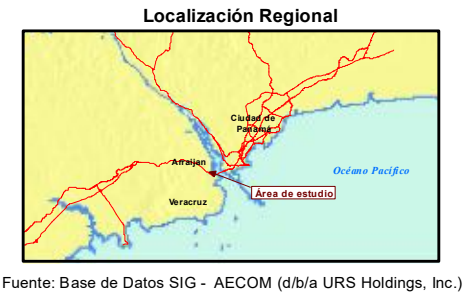 Localización Regional
Ciudad de
Panamá
Arraijan
Océano Pacífico
Área de estudio
Veracruz
Fuente: Base de Datos SIG - AECOM (d/b/a URS Holdings, Inc.)